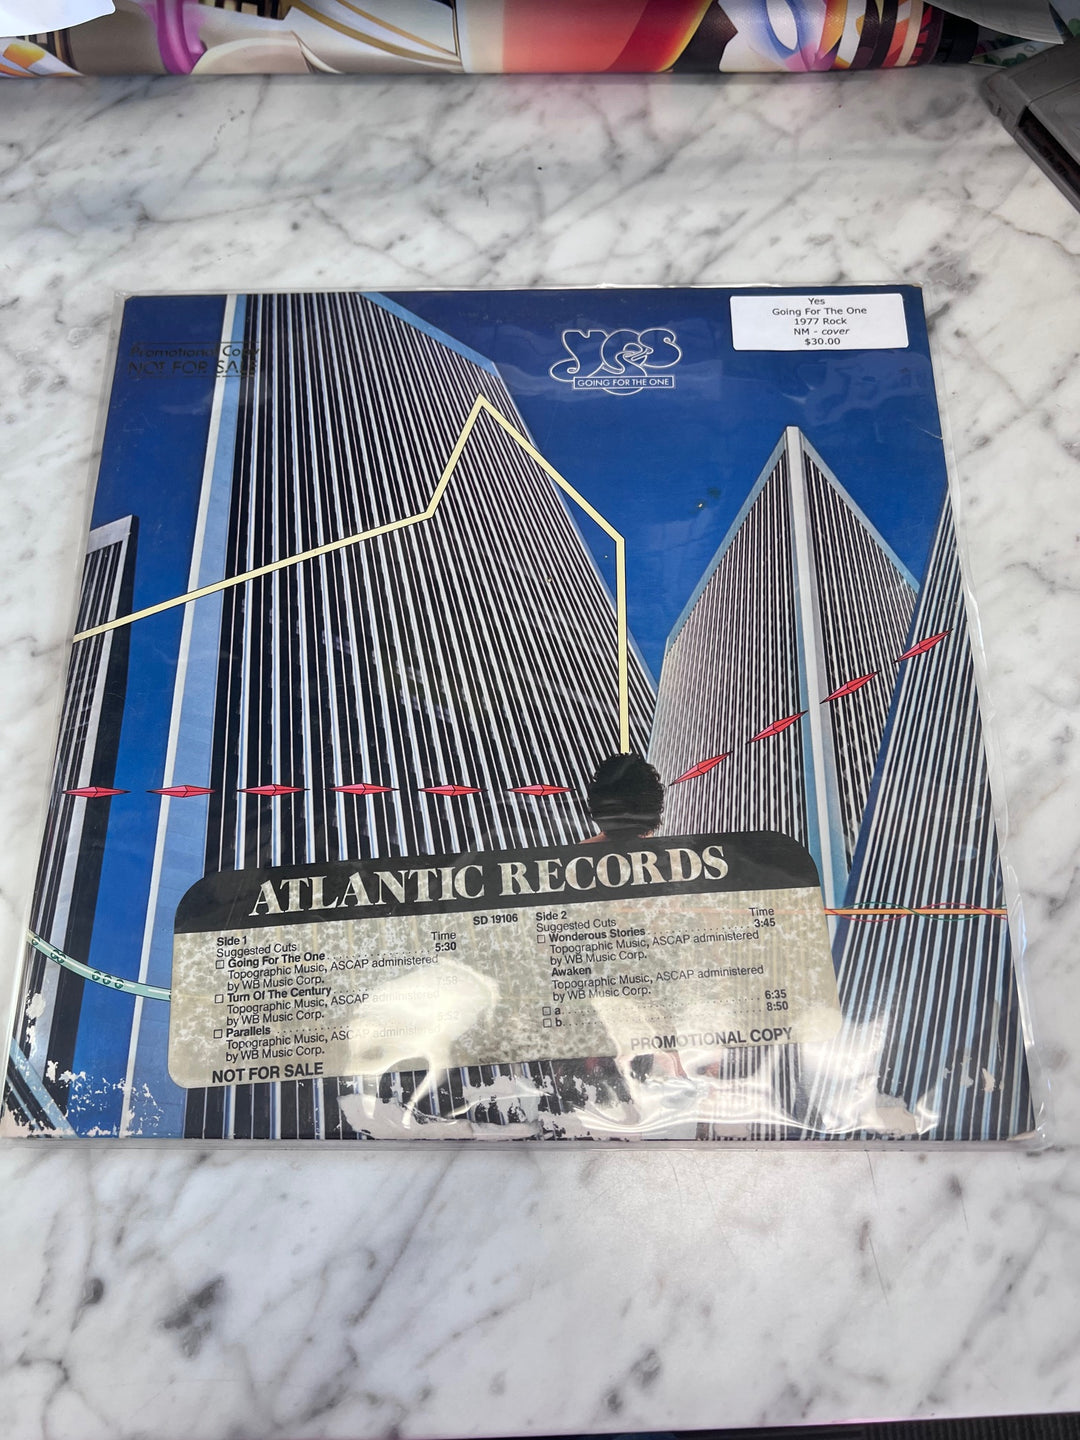 Yes
Going For The One
1977 Rock
NM - cover
$30.00
Promotional Copy
NOT FOR SALE
YES
GOING FOR THE ONE
ATLANTIC RECORDS
SD 19106
Side 1
Suggested Cuts Time
☐ Going For The One 5:30
Topographic Music, ASCAP administered
by WB Music Corp.
☐ Turn Of The Century 7:58
Topographic Music, ASCAP administered
by WB Music Corp.
☐ Parallels 5:52
Topographic Music, ASCAP administered
by WB Music Corp.
NOT FOR SALE
Side 2
Suggested Cuts Time
☐ Wonderous Stories 3:45
Topographic Music, ASCAP administered
by WB Music Corp.
Awaken
Topographic Music, ASCAP administered
by WB Music Corp.
☐ a. 6:35
☐ b. 8:50
PROMOTIONAL COPY